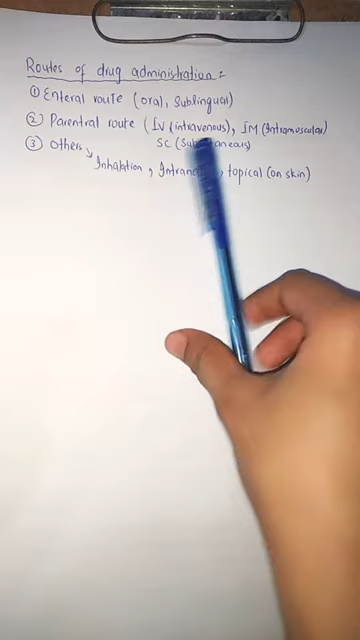 Routes of drug administration :-
① Enteral route (oral, Sublingual)
② Parentral route (IV (intravenous), IM (Intramuscular)
SC
③ Others
Inhalation, , topical (on skin)